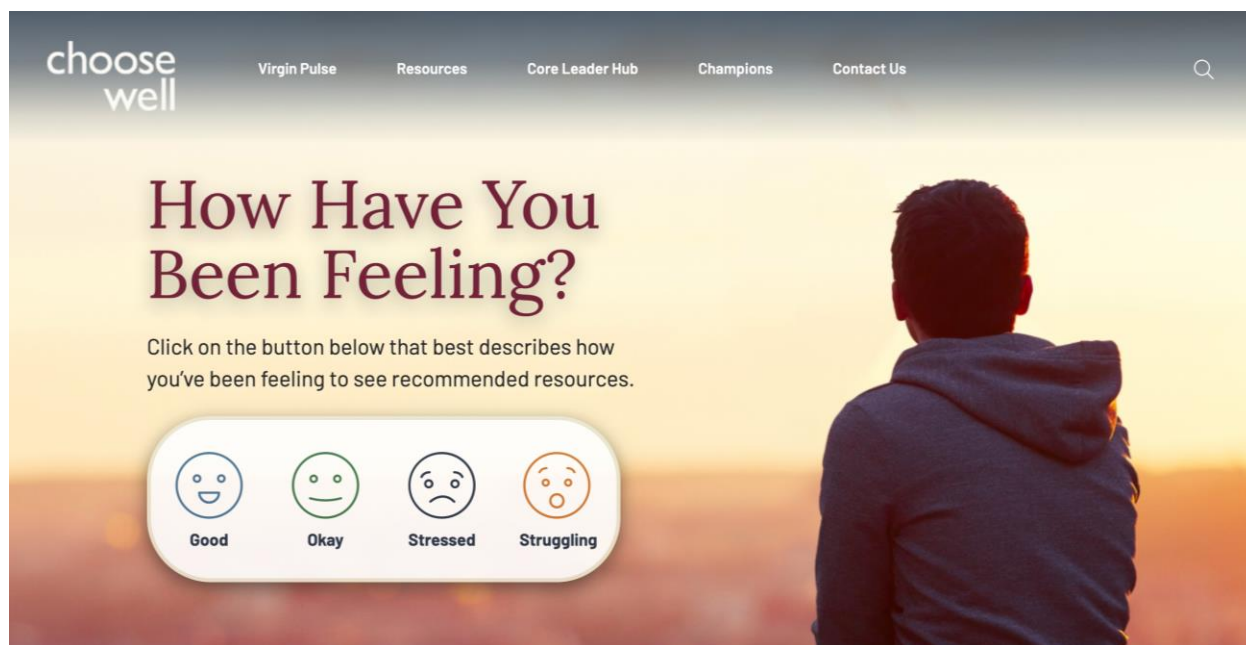 choose
well
Virgin Pulse Resources Core Leader Hub Champions Contact Us
How Have You
Been Feeling?
Click on the button below that best describes how
you’ve been feeling to see recommended resources.
Good Okay Stressed Struggling